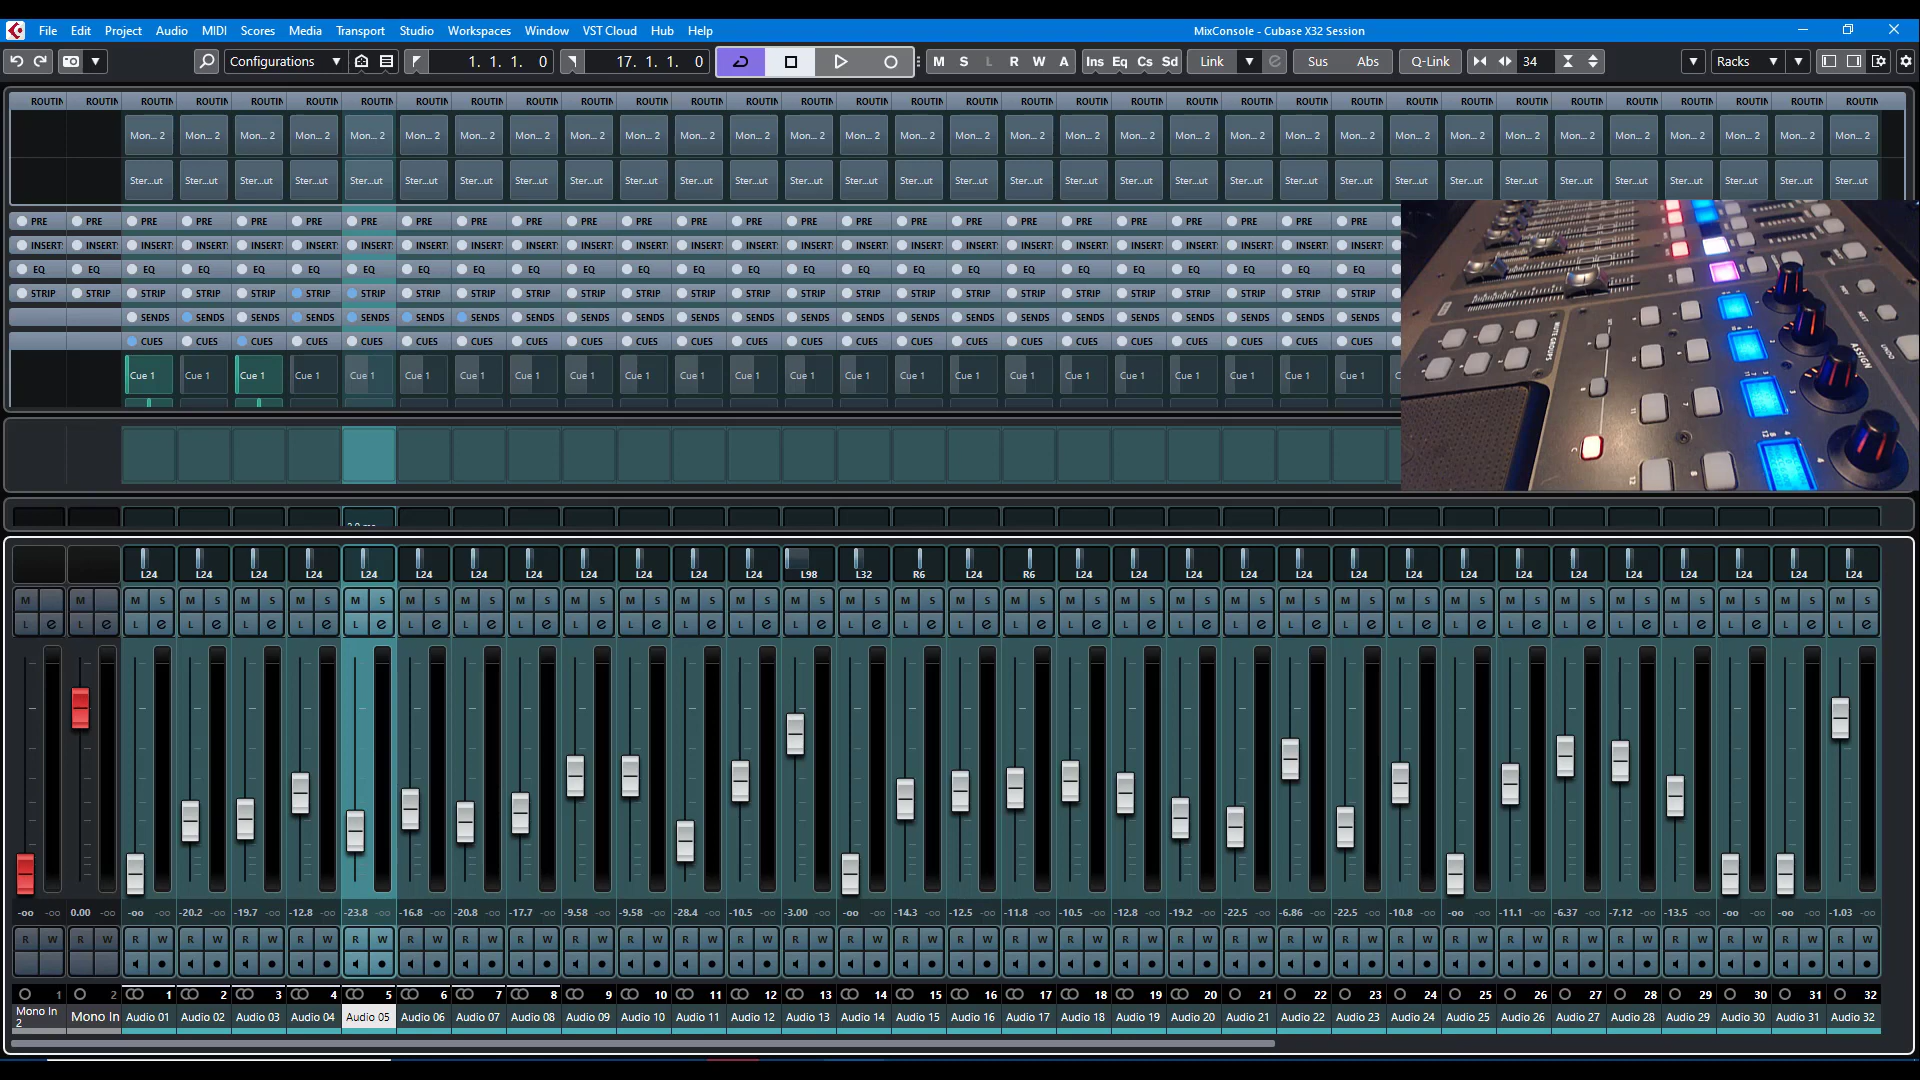 File Edit Project Audio MIDI Scores Media Transport Studio Workspaces Window VST Cloud Hub Help MixConsole - Cubase X32 Session
Configurations 1. 1. 1. 0 17. 1. 1. 0 M S L R W A Ins Eq Cs Sd Link Sus Abs Q-Link 34 Racks
ROUTIN ROUTIN ROUTIN ROUTIN ROUTIN ROUTIN ROUTIN ROUTIN ROUTIN ROUTIN ROUTIN ROUTIN ROUTIN ROUTIN ROUTIN ROUTIN ROUTIN ROUTIN ROUTIN ROUTIN ROUTIN ROUTIN ROUTIN ROUTIN ROUTIN ROUTIN ROUTIN ROUTIN ROUTIN ROUTIN ROUTIN ROUTIN ROUTIN ROUTIN
Mon... 2 Mon... 2 Mon... 2 Mon... 2 Mon... 2 Mon... 2 Mon... 2 Mon... 2 Mon... 2 Mon... 2 Mon... 2 Mon... 2 Mon... 2 Mon... 2 Mon... 2 Mon... 2 Mon... 2 Mon... 2 Mon... 2 Mon... 2 Mon... 2 Mon... 2 Mon... 2 Mon... 2 Mon... 2 Mon... 2 Mon... 2 Mon... 2 Mon... 2 Mon... 2 Mon... 2 Mon... 2
Ster...ut Ster...ut Ster...ut Ster...ut Ster...ut Ster...ut Ster...ut Ster...ut Ster...ut Ster...ut Ster...ut Ster...ut Ster...ut Ster...ut Ster...ut Ster...ut Ster...ut Ster...ut Ster...ut Ster...ut Ster...ut Ster...ut Ster...ut Ster...ut Ster...ut Ster...ut Ster...ut Ster...ut Ster...ut Ster...ut Ster...ut Ster...ut
PRE PRE PRE PRE PRE PRE PRE PRE PRE PRE PRE PRE PRE PRE PRE PRE PRE PRE PRE PRE PRE PRE PRE PRE PRE
INSERT INSERT INSERT INSERT INSERT INSERT INSERT INSERT INSERT INSERT INSERT INSERT INSERT INSERT INSERT INSERT INSERT INSERT INSERT INSERT INSERT INSERT INSERT INSERT INSERT
EQ EQ EQ EQ EQ EQ EQ EQ EQ EQ EQ EQ EQ EQ EQ EQ EQ EQ EQ EQ EQ EQ EQ EQ EQ
STRIP STRIP STRIP STRIP STRIP STRIP STRIP STRIP STRIP STRIP STRIP STRIP STRIP STRIP STRIP STRIP STRIP STRIP STRIP STRIP STRIP STRIP STRIP STRIP STRIP
SENDS SENDS SENDS SENDS SENDS SENDS SENDS SENDS SENDS SENDS SENDS SENDS SENDS SENDS SENDS SENDS SENDS SENDS SENDS SENDS SENDS SENDS SENDS
CUES CUES CUES CUES CUES CUES CUES CUES CUES CUES CUES CUES CUES CUES CUES CUES CUES CUES CUES CUES CUES CUES CUES
Cue 1 Cue 1 Cue 1 Cue 1 Cue 1 Cue 1 Cue 1 Cue 1 Cue 1 Cue 1 Cue 1 Cue 1 Cue 1 Cue 1 Cue 1 Cue 1 Cue 1 Cue 1 Cue 1 Cue 1 Cue 1 Cue 1 Cue 1
MUTE GROUPS
ASSIGN
UNDO
L24 L24 L24 L24 L24 L24 L24 L24 L24 L24 L24 L24 L98 L32 R6 L24 R6 L24 L24 L24 L24 L24 L24 L24 L24 L24 L24 L24 L24 L24 L24 L24
M M M S M S M S M S M S M S M S M S M S M S M S M S M S M S M S M S M S M S M S M S M S M S M S M S M S M S M S M S M S M S M S M S M S
L e L e L e L e L e L e L e L e L e L e L e L e L e L e L e L e L e L e L e L e L e L e L e L e L e L e L e L e L e L e L e L e L e L e
-oo -oo 0.00 -oo -oo -oo -20.2 -oo -19.7 -oo -12.8 -oo -23.8 -oo -16.8 -oo -20.8 -oo -17.7 -oo -9.58 -oo -9.58 -oo -28.4 -oo -10.5 -oo -3.00 -oo -oo -oo -14.3 -oo -12.5 -oo -11.8 -oo -10.5 -oo -12.8 -oo -19.2 -oo -22.5 -oo -6.86 -oo -22.5 -oo -10.8 -oo -oo -oo -11.1 -oo -6.37 -oo -7.12 -oo -13.5 -oo -oo -oo -oo -oo -1.03 -oo
R W R W R W R W R W R W R W R W R W R W R W R W R W R W R W R W R W R W R W R W R W R W R W R W R W R W R W R W R W R W R W R W R W R W
1 2 1 2 3 4 5 6 7 8 9 10 11 12 13 14 15 16 17 18 19 20 21 22 23 24 25 26 27 28 29 30 31 32
Mono In 2 Mono In Audio 01 Audio 02 Audio 03 Audio 04 Audio 05 Audio 06 Audio 07 Audio 08 Audio 09 Audio 10 Audio 11 Audio 12 Audio 13 Audio 14 Audio 15 Audio 16 Audio 17 Audio 18 Audio 19 Audio 20 Audio 21 Audio 22 Audio 23 Audio 24 Audio 25 Audio 26 Audio 27 Audio 28 Audio 29 Audio 30 Audio 31 Audio 32